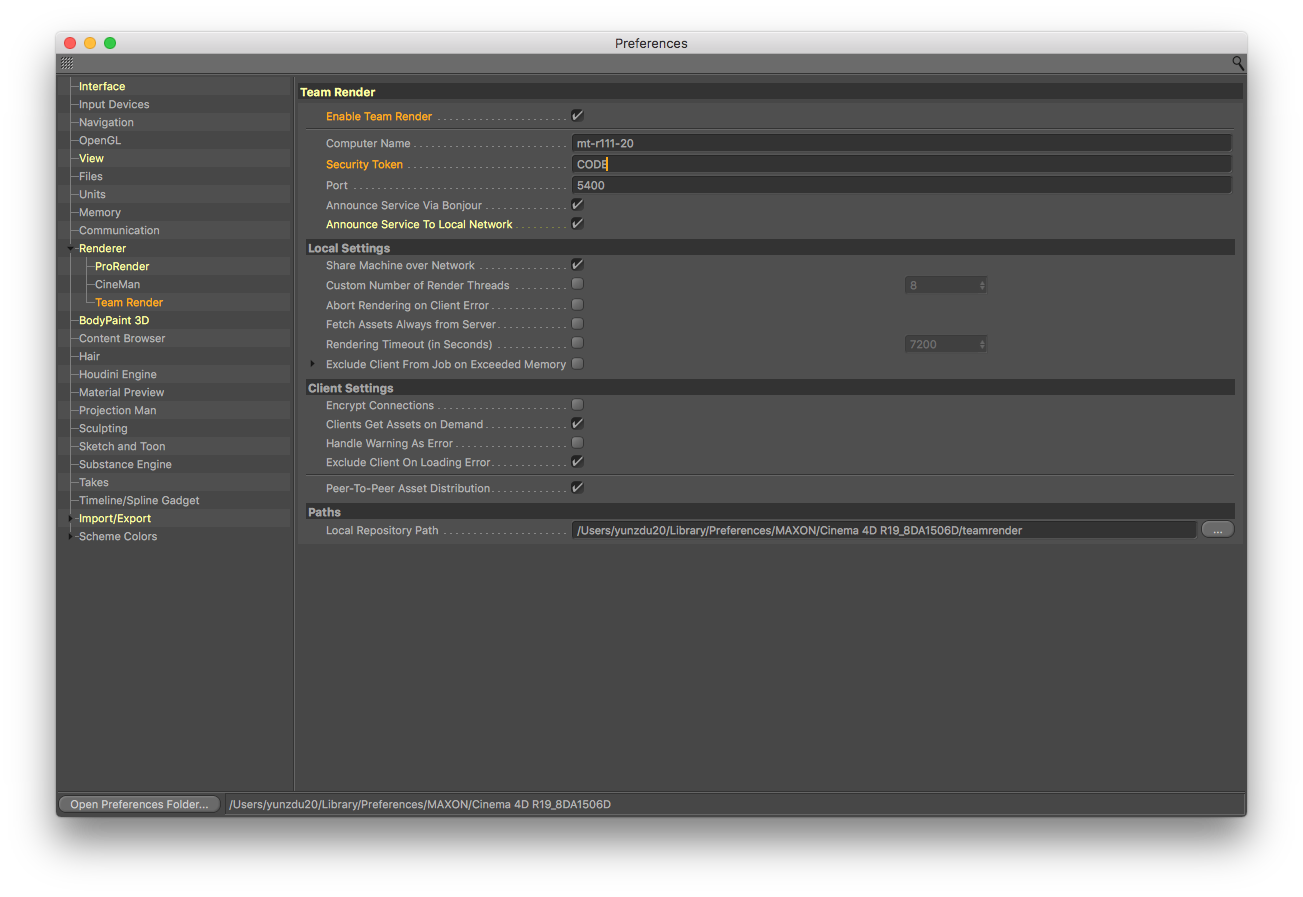 Preferences
Interface
Input Devices
Navigation
OpenGL
View
Files
Units
Memory
Communication
Renderer
ProRender
CineMan
Team Render
BodyPaint 3D
Content Browser
Hair
Houdini Engine
Material Preview
Projection Man
Sculpting
Sketch and Toon
Substance Engine
Takes
Timeline/Spline Gadget
Import/Export
Scheme Colors
Team Render
Enable Team Render
Computer Name mt-r111-20
Security Token CODE
Port 5400
Announce Service Via Bonjour
Announce Service To Local Network
Local Settings
Share Machine over Network
Custom Number of Render Threads 8
Abort Rendering on Client Error
Fetch Assets Always from Server
Rendering Timeout (in Seconds) 7200
Exclude Client From Job on Exceeded Memory
Client Settings
Encrypt Connections
Clients Get Assets on Demand
Handle Warning As Error
Exclude Client On Loading Error
Peer-To-Peer Asset Distribution
Paths
Local Repository Path /Users/yunzdu20/Library/Preferences/MAXON/Cinema 4D R19_8DA1506D/teamrender ...
Open Preferences Folder... /Users/yunzdu20/Library/Preferences/MAXON/Cinema 4D R19_8DA1506D